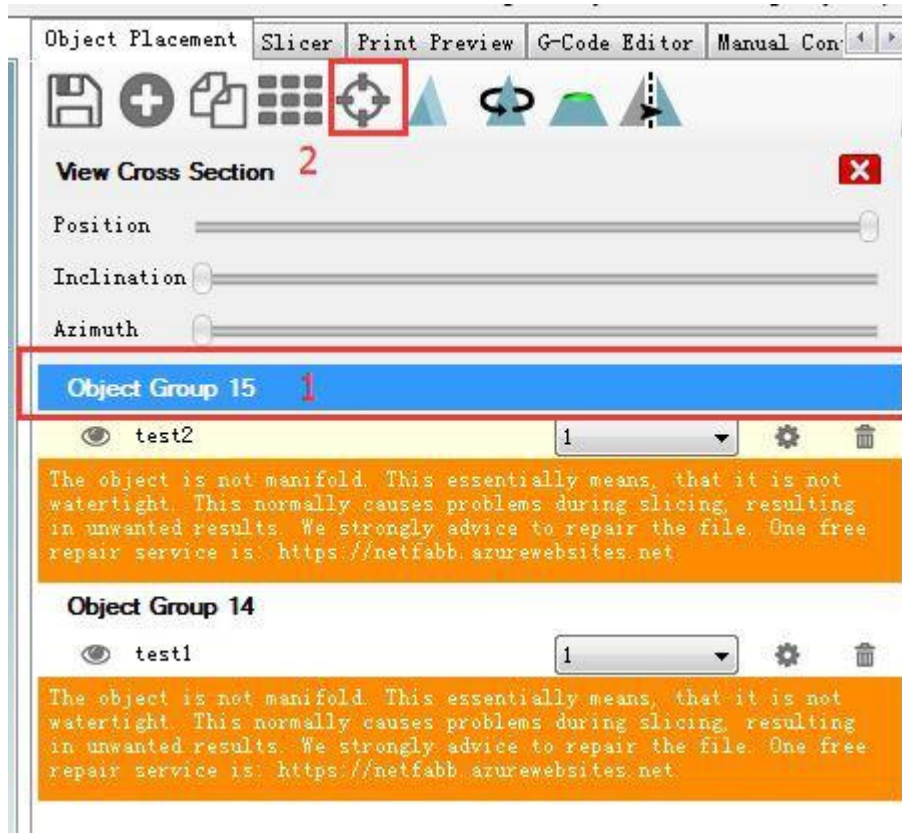 Object Placement Slicer Print Preview G-Code Editor Manual Con
View Cross Section 2
Position
Inclination
Azimuth
Object Group 15 1
test2 1
The object is not manifold. This essentially means, that it is not
watertight. This normally causes problems during slicing, resulting
in unwanted results. We strongly advice to repair the file. One free
repair service is: https://netfabb.azurewebsites.net
Object Group 14
test1 1
The object is not manifold. This essentially means, that it is not
watertight. This normally causes problems during slicing, resulting
in unwanted results. We strongly advice to repair the file. One free
repair service is: https://netfabb.azurewebsites.net